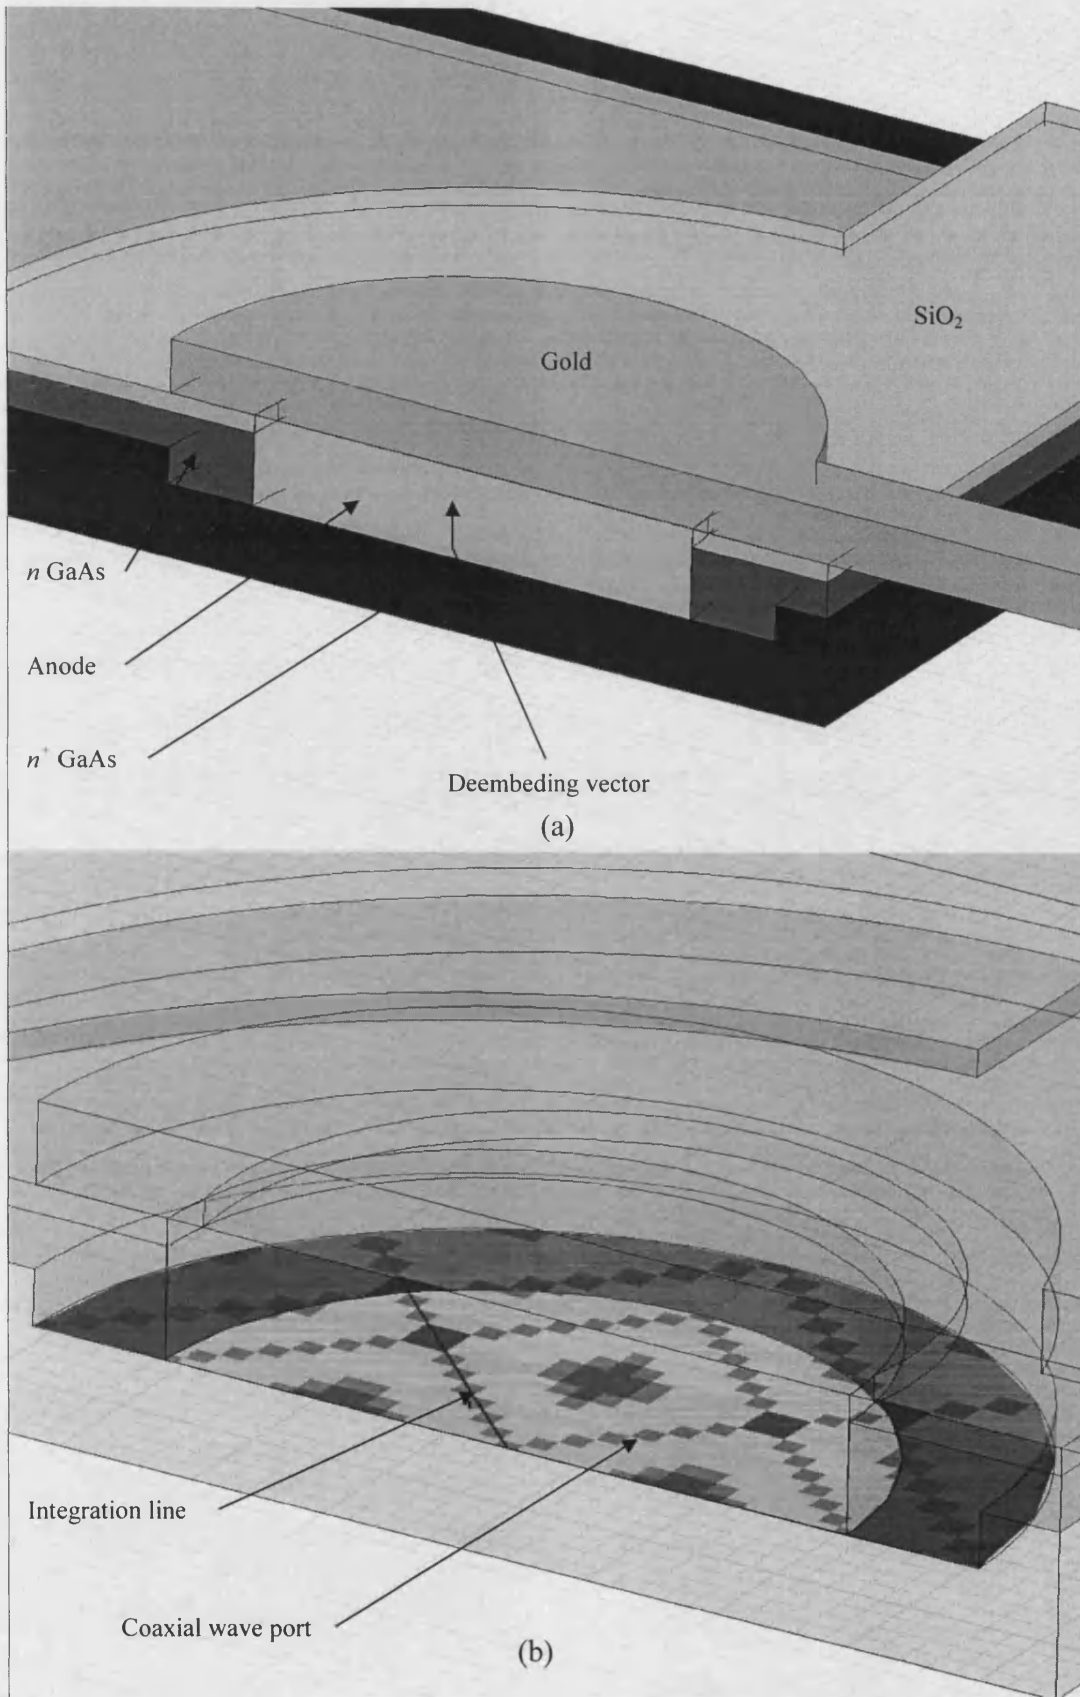 SiO₂
Gold
n GaAs
Anode
n⁺ GaAs
Deembeding vector
(a)
Integration line
Coaxial wave port
(b)